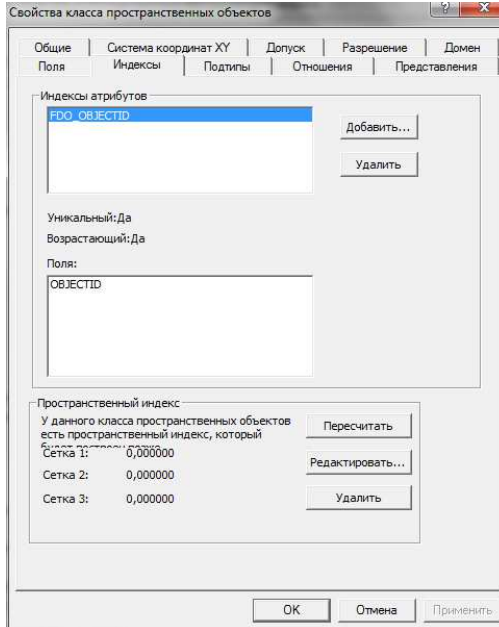 Свойства класса пространственных объектов
Общие Система координат XY Допуск Разрешение Домен
Поля Индексы Подтипы Отношения Представления
Индексы атрибутов
FDO_OBJECTID
Добавить...
Удалить
Уникальный:Да
Возрастающий:Да
Поля:
OBJECTID
Пространственный индекс
У данного класса пространственных объектов
есть пространственный индекс, который
Пересчитать
Сетка 1: 0,000000
Редактировать...
Сетка 2: 0,000000
Сетка 3: 0,000000
Удалить
OK Отмена Применить